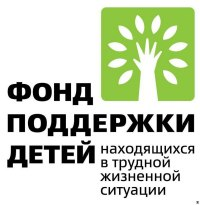 ФОНД
ПОДДЕРЖКИ
ДЕТЕЙ
находящихся
в трудной
жизненной
ситуации